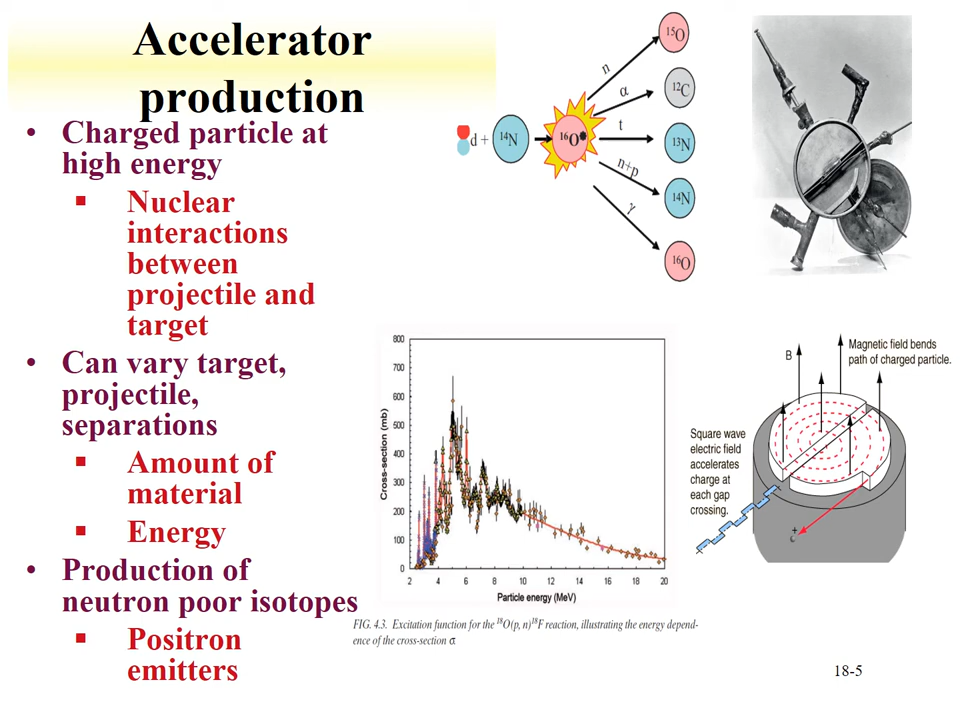 Accelerator
production
• Charged particle at
high energy
▪ Nuclear
interactions
between
projectile and
target
• Can vary target,
projectile,
separations
▪ Amount of
material
▪ Energy
• Production of
neutron poor isotopes
▪ Positron
emitters
d + ¹⁴N
¹⁶O*
n
α
t
n+p
γ
¹⁵O
¹²C
¹³N
¹⁴N
¹⁶O
Cross-section (mb)
800
700
600
500
400
300
200
100
0
2 4 6 8 10 12 14 16 18 20
Particle energy (MeV)
FIG. 4.3. Excitation function for the ¹⁸O(p, n)¹⁸F reaction, illustrating the energy depend-
ence of the cross-section σ.
B
Magnetic field bends
path of charged particle.
Square wave
electric field
accelerates
charge at
each gap
crossing.
18-5